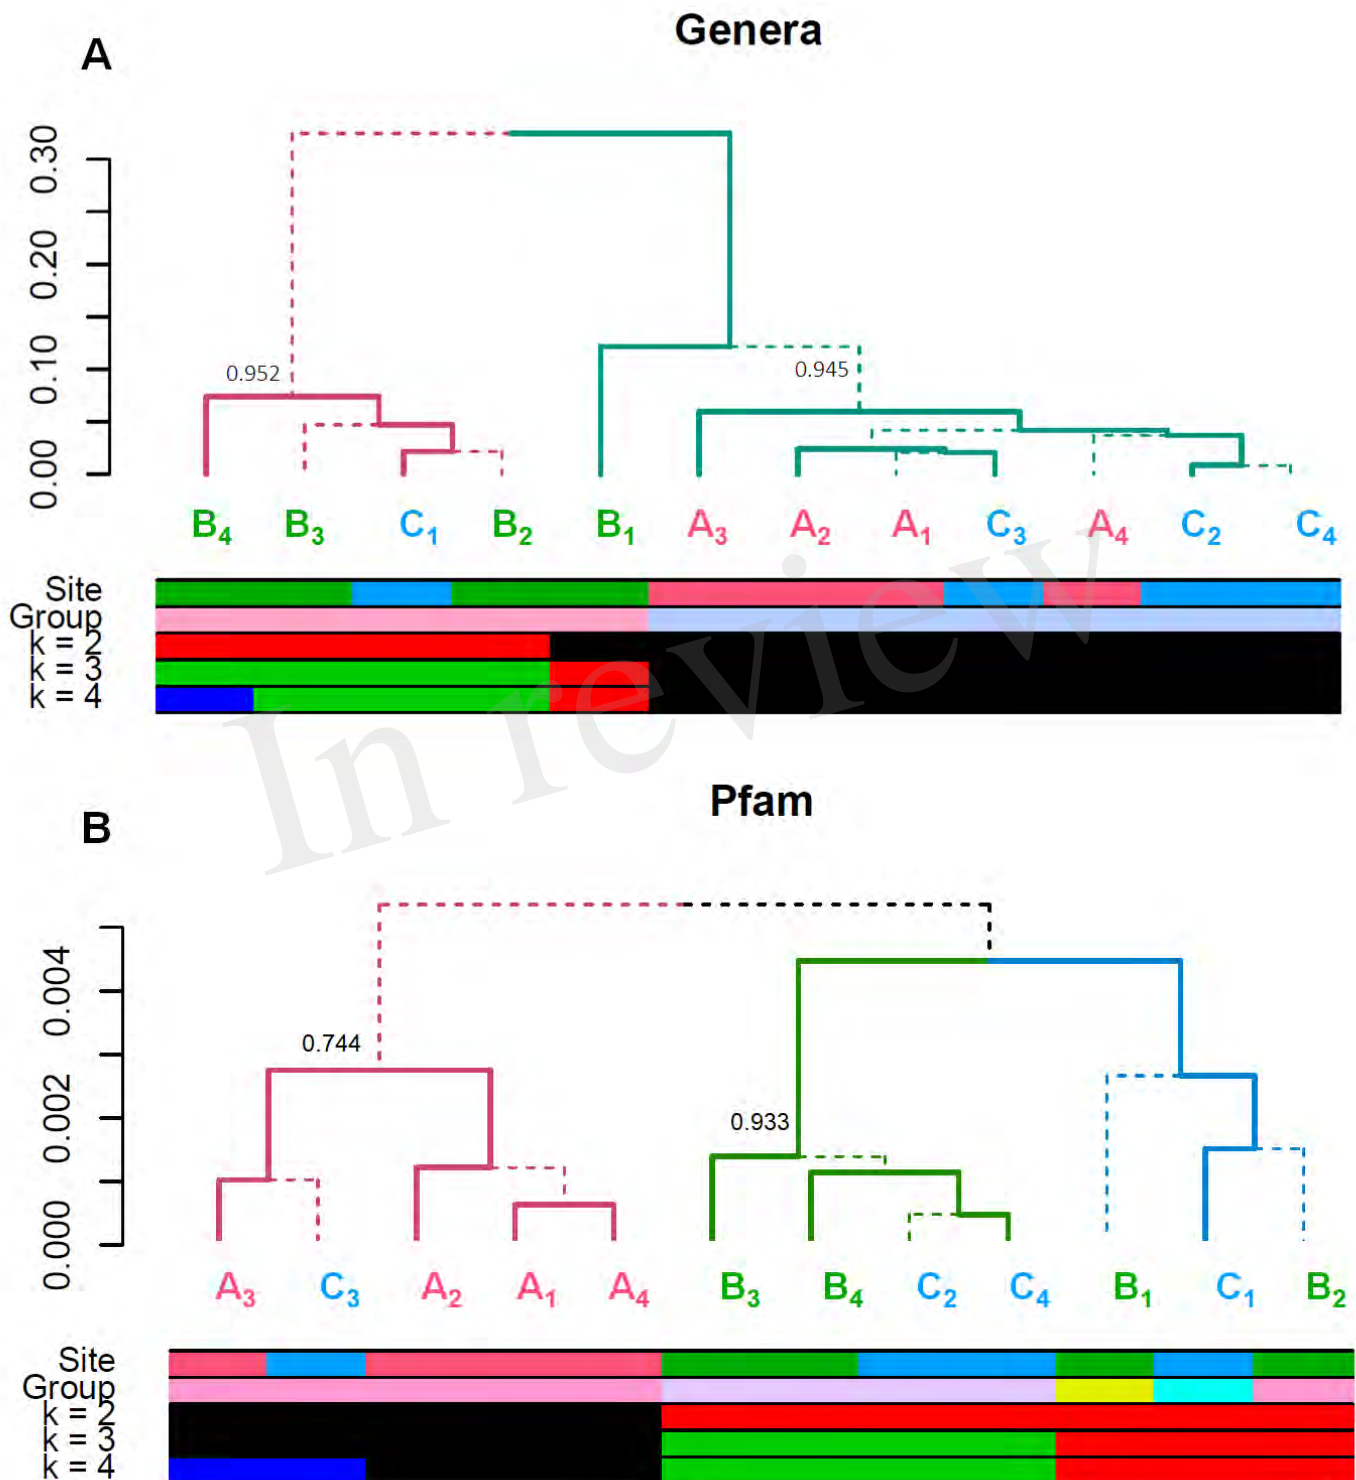 Genera
A
0.30
0.20
0.10
0.00
0.952
0.945
B4 B3 C1 B2 B1 A3 A2 A1 C3 A4 C2 C4
Site
Group
k = 2
k = 3
k = 4
In review
Pfam
B
0.004
0.002
0.000
0.744
0.933
A3 C3 A2 A1 A4 B3 B4 C2 C4 B1 C1 B2
Site
Group
k = 2
k = 3
k = 4